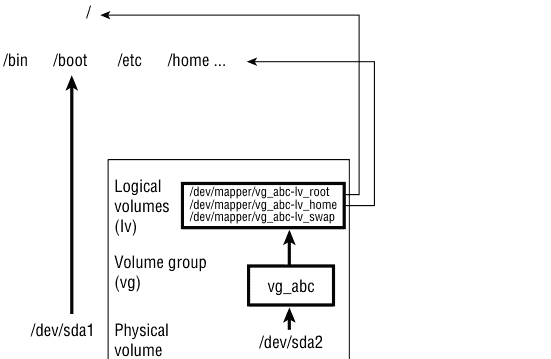 /
/bin /boot /etc /home ...
Logical
volumes
(lv)
/dev/mapper/vg_abc-lv_root
/dev/mapper/vg_abc-lv_home
/dev/mapper/vg_abc-lv_swap
Volume group
(vg)
vg_abc
/dev/sda1
Physical
volume
/dev/sda2